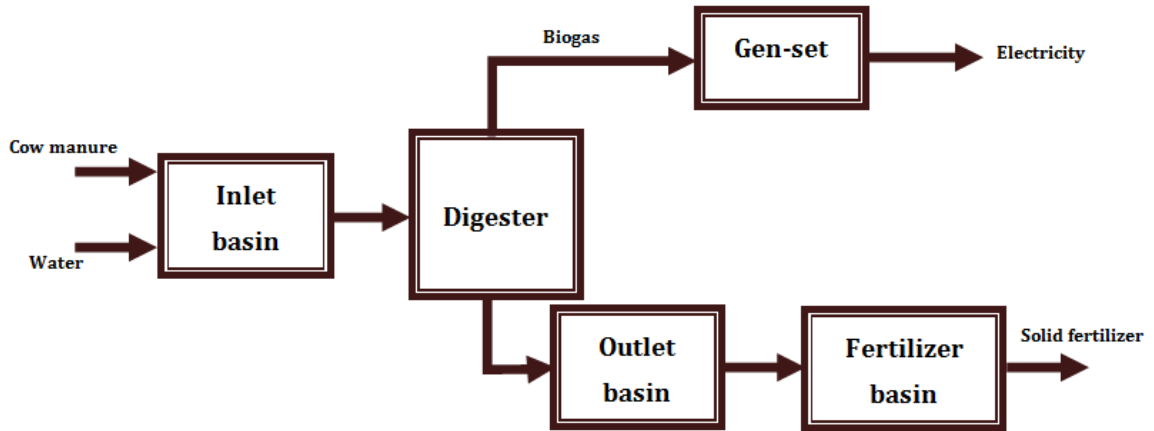 Biogas
Gen-set
Electricity
Cow manure
Inlet
basin
Water
Digester
Outlet
basin
Fertilizer
basin
Solid fertilizer